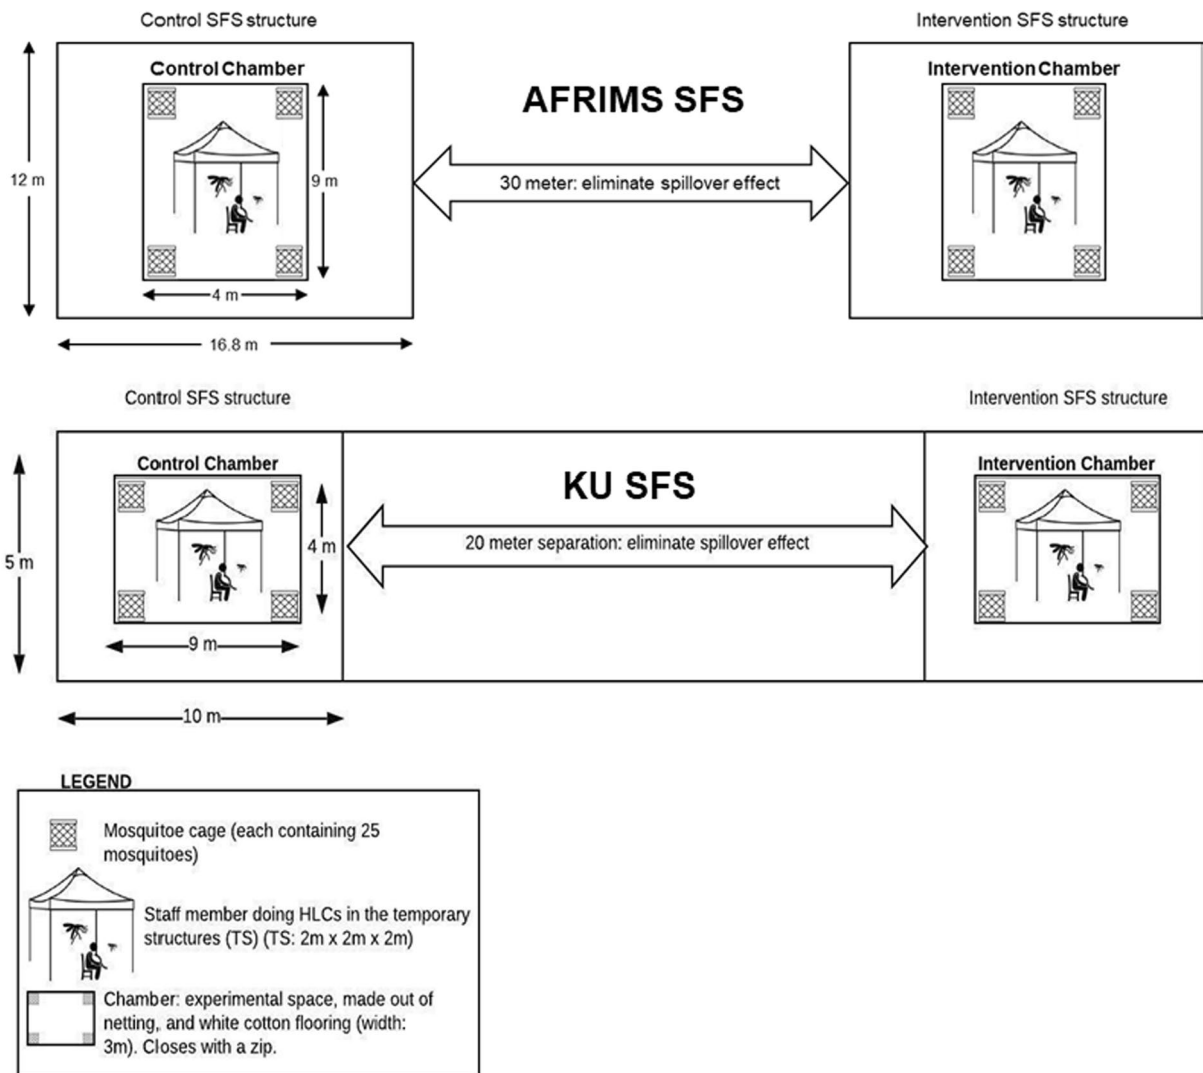 Control SFS structure
Intervention SFS structure
Control Chamber
Intervention Chamber
AFRIMS SFS
12 m
9 m
30 meter: eliminate spillover effect
4 m
16.8 m
Control SFS structure
Intervention SFS structure
Control Chamber
Intervention Chamber
KU SFS
5 m
4 m
20 meter separation: eliminate spillover effect
9 m
10 m
LEGEND
Mosquitoe cage (each containing 25
mosquitoes)
Staff member doing HLCs in the temporary
structures (TS) (TS: 2m x 2m x 2m)
Chamber: experimental space, made out of
netting, and white cotton flooring (width:
3m). Closes with a zip.